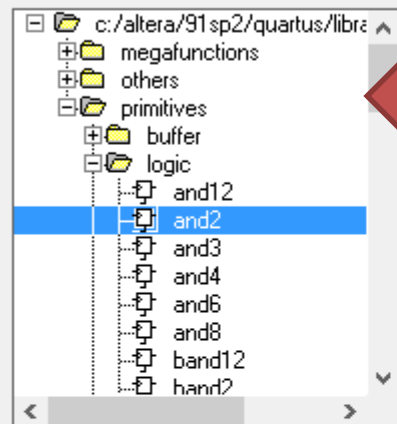 c:/altera/91sp2/quartus/libra
megafunctions
others
primitives
buffer
logic
and12
and2
and3
and4
and6
and8
band12
band2